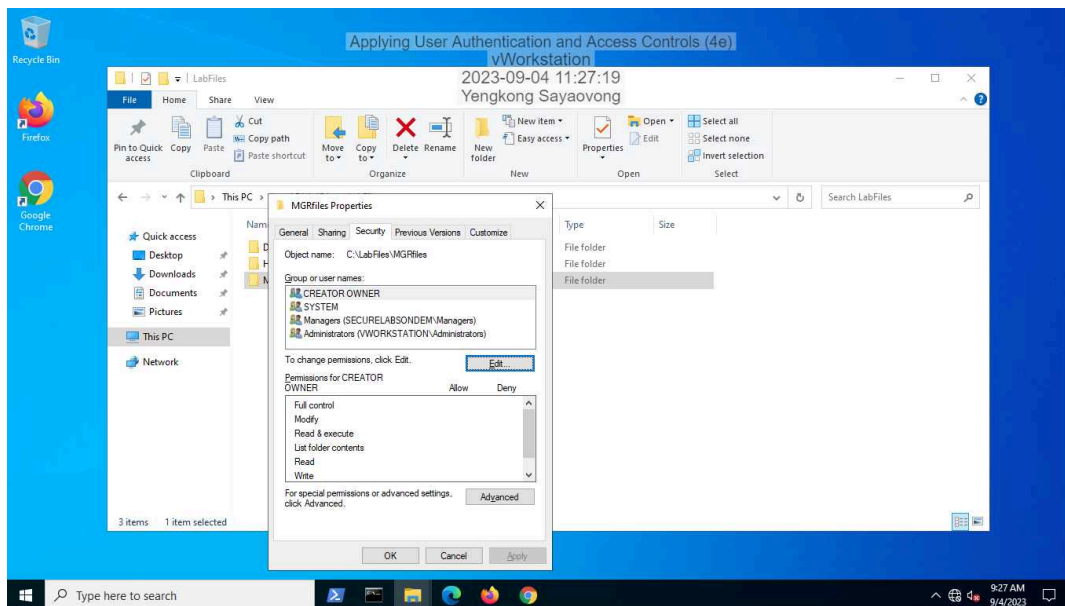 Recycle Bin
Firefox
Google
Chrome
Applying User Authentication and Access Controls (4e)
vWorkstation
2023-09-04 11:27:19
Yengkong Sayaovong
LabFiles
File Home Share View
Pin to Quick
access
Copy
Paste
Cut
Copy path
Paste shortcut
Clipboard
Move
to
Copy
to
Delete
Rename
Organize
New
folder
New item
Easy access
New
Properties
Open
Edit
Open
Select all
Select none
Invert selection
Select
This PC
Search LabFiles
Quick access
Desktop
Downloads
Documents
Pictures
This PC
Network
Nam
D
H
M
Type
Size
File folder
File folder
File folder
MGRfiles Properties
General Sharing Security Previous Versions Customize
Object name: C:\LabFiles\MGRfiles
Group or user names:
CREATOR OWNER
SYSTEM
Managers (SECURELABSONDEM\Managers)
Administrators (VWORKSTATION\Administrators)
To change permissions, click Edit.
Edit...
Permissions for CREATOR
OWNER
Allow Deny
Full control
Modify
Read & execute
List folder contents
Read
Write
For special permissions or advanced settings,
click Advanced.
Advanced
OK Cancel Apply
3 items 1 item selected
Type here to search
9:27 AM
9/4/2023